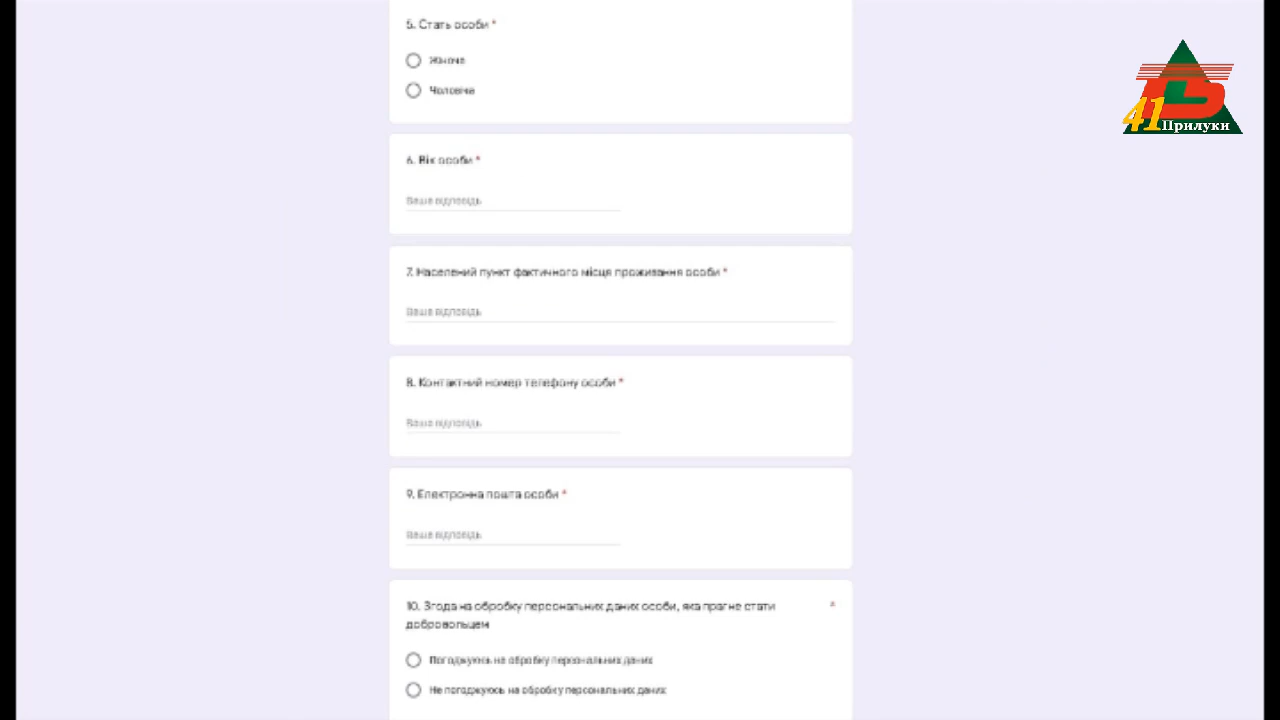 5. Стать особи *
Жіноча
Чоловіча
6. Вік особи *
Ваша відповідь
7. Населений пункт фактичного місця проживання особи *
Ваша відповідь
8. Контактний номер телефону особи *
Ваша відповідь
9. Електронна пошта особи *
Ваша відповідь
10. Згода на обробку персональних даних особи, яка прагне стати *
добровольцем
Погоджуюсь на обробку персональних даних
Не погоджуюсь на обробку персональних даних
41
Прилуки